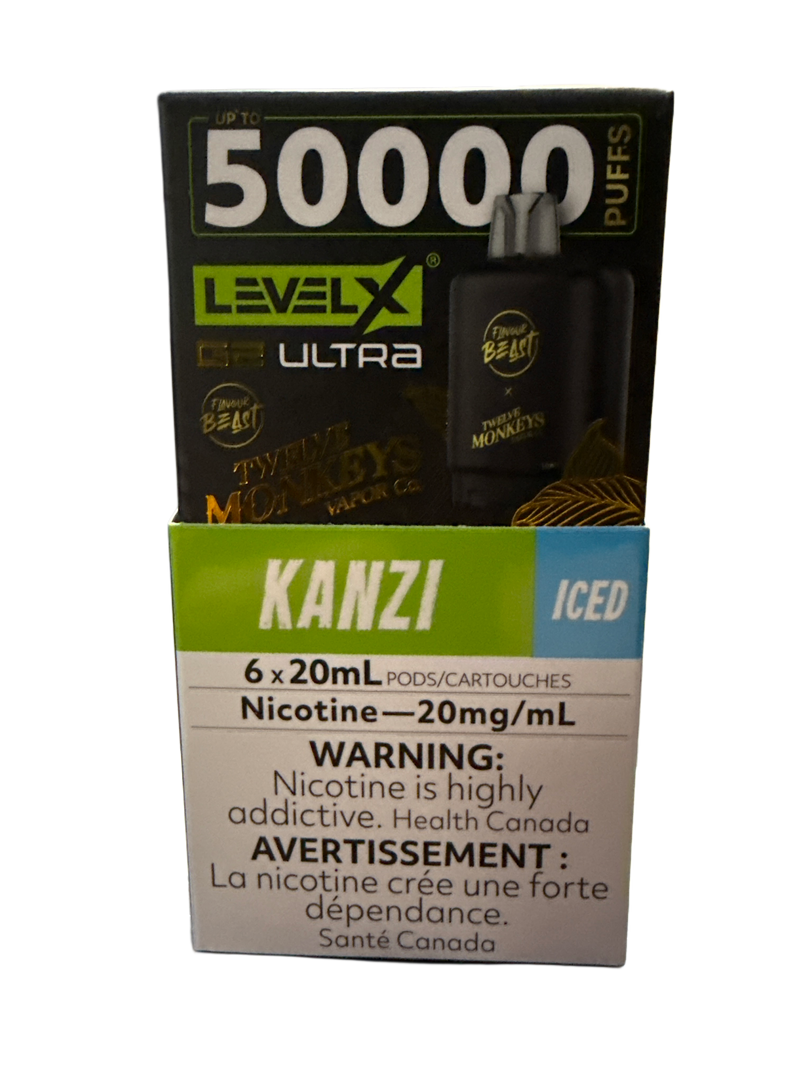 UP TO
50000
PUFFS
LEVELX®
G2 ULTRA
FLAVOUR
BEAST
FLAVOUR
BEAST
X
TWELVE
MONKEYS
TWELVE
MONKEYS
VAPOR Co.
KANZI
ICED
6 x 20mL PODS/CARTOUCHES
Nicotine—20mg/mL
WARNING:
Nicotine is highly
addictive. Health Canada
AVERTISSEMENT :
La nicotine crée une forte
dépendance.
Santé Canada